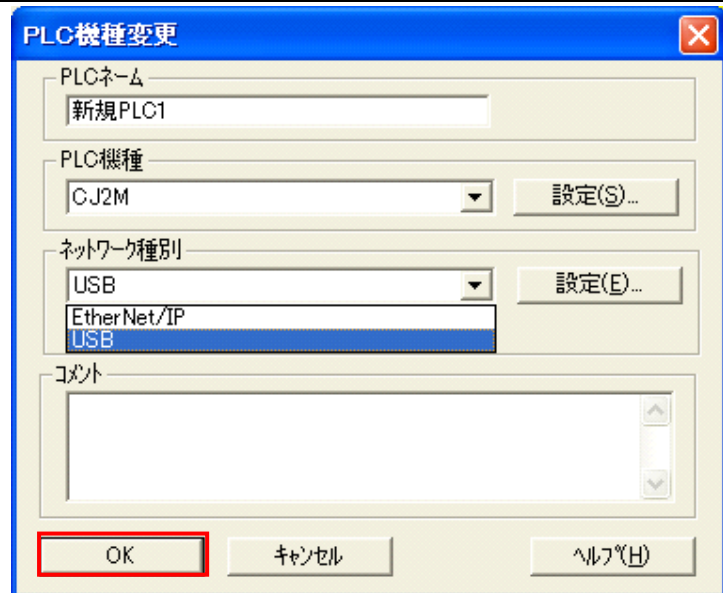 PLC機種変更
PLCネーム
新規PLC1
PLC機種
CJ2M
設定(S)...
ネットワーク種別
USB
設定(E)...
EtherNet/IP
USB
コメント
OK
キャンセル
ヘルプ(H)